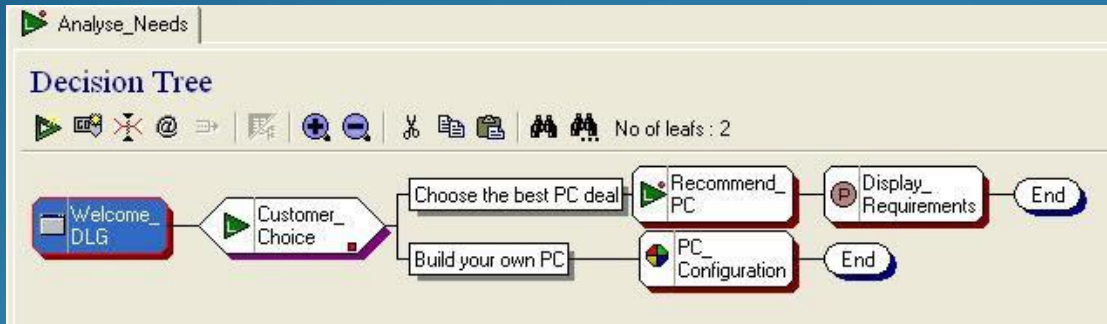 Analyse_Needs
Decision Tree
@
No of leafs : 2
Welcome_
DLG
Customer_
Choice
Choose the best PC deal
Recommend_
PC
P
Display_
Requirements
End
Build your own PC
PC_
Configuration
End